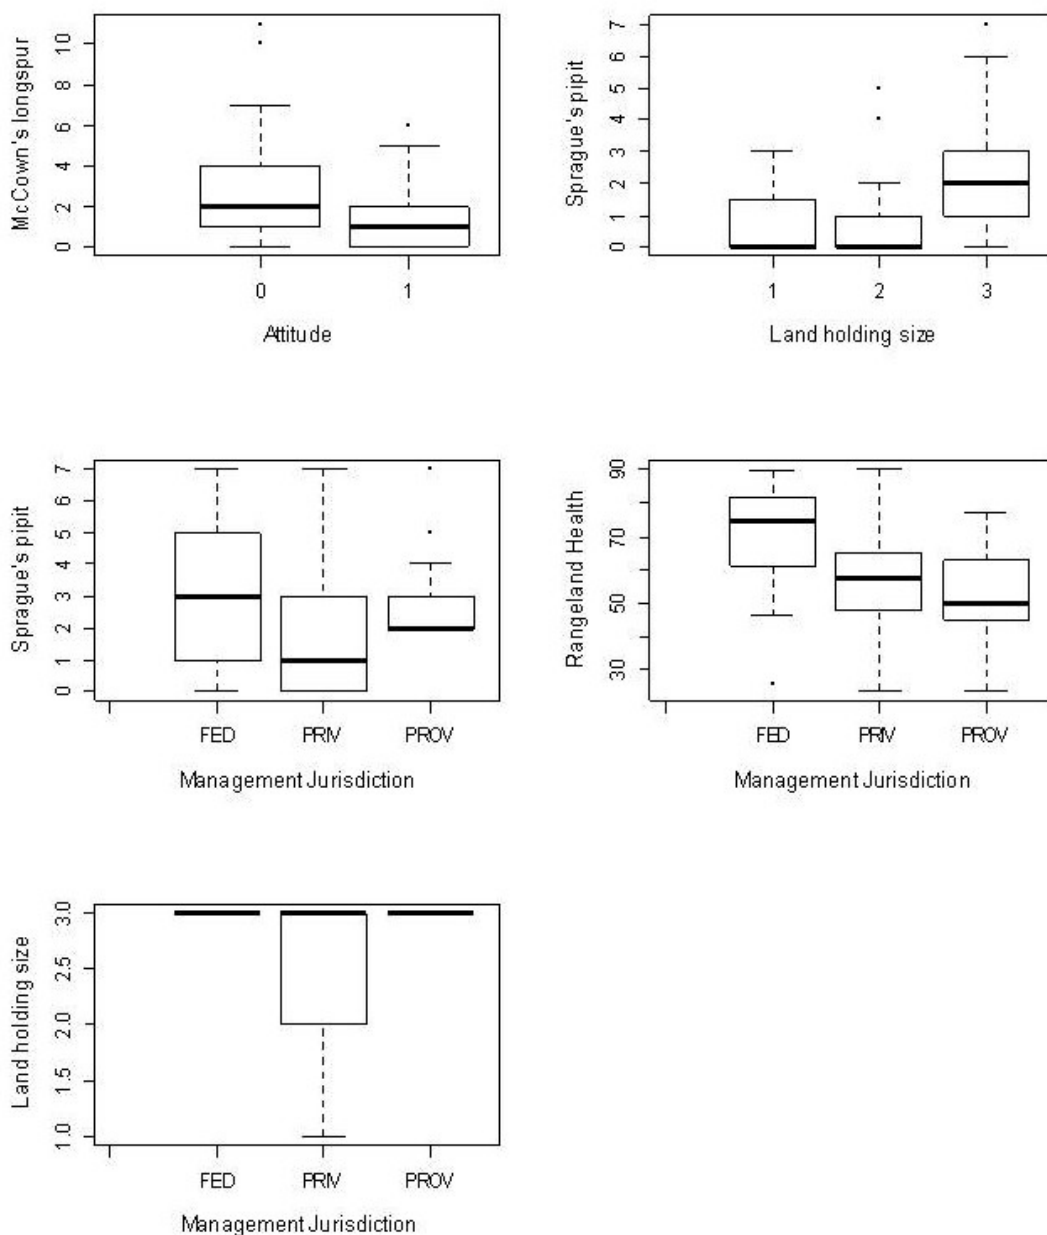 McCown's longspur
10
8
6
4
2
0
0 1
Attitude
Sprague's pipit
7
6
5
4
3
2
1
0
1 2 3
Land holding size
Sprague's pipit
7
6
5
4
3
2
1
0
FED PRIV PROV
Management Jurisdiction
Rangeland Health
90
70
50
30
FED PRIV PROV
Management Jurisdiction
Land holding size
3.0
2.5
2.0
1.5
1.0
FED PRIV PROV
Management Jurisdiction